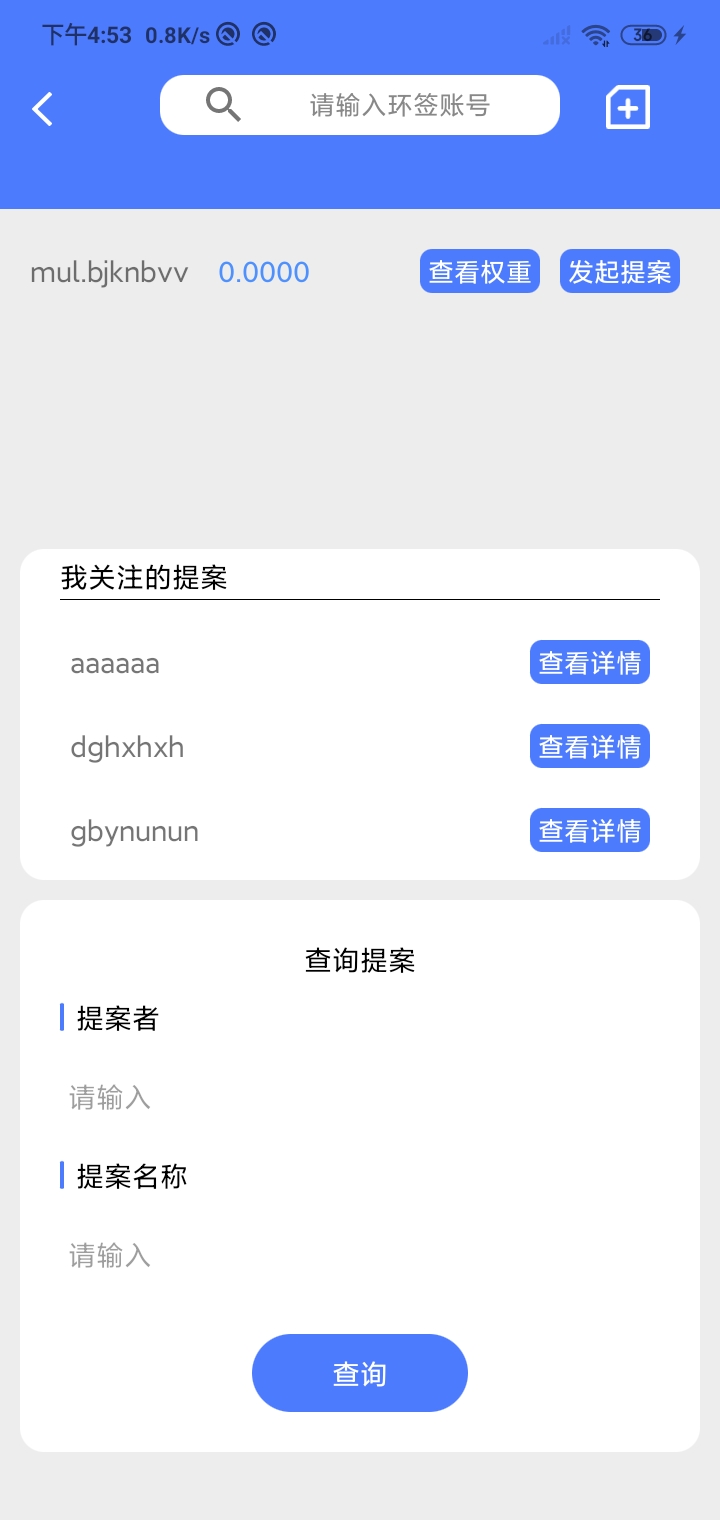 下午4:53 0.8K/s 36
请输入环签账号
mul.bjknbvv 0.0000 查看权重 发起提案
我关注的提案
aaaaaa 查看详情
dghxhxh 查看详情
gbynunun 查看详情
查询提案
提案者
请输入
提案名称
请输入
查询